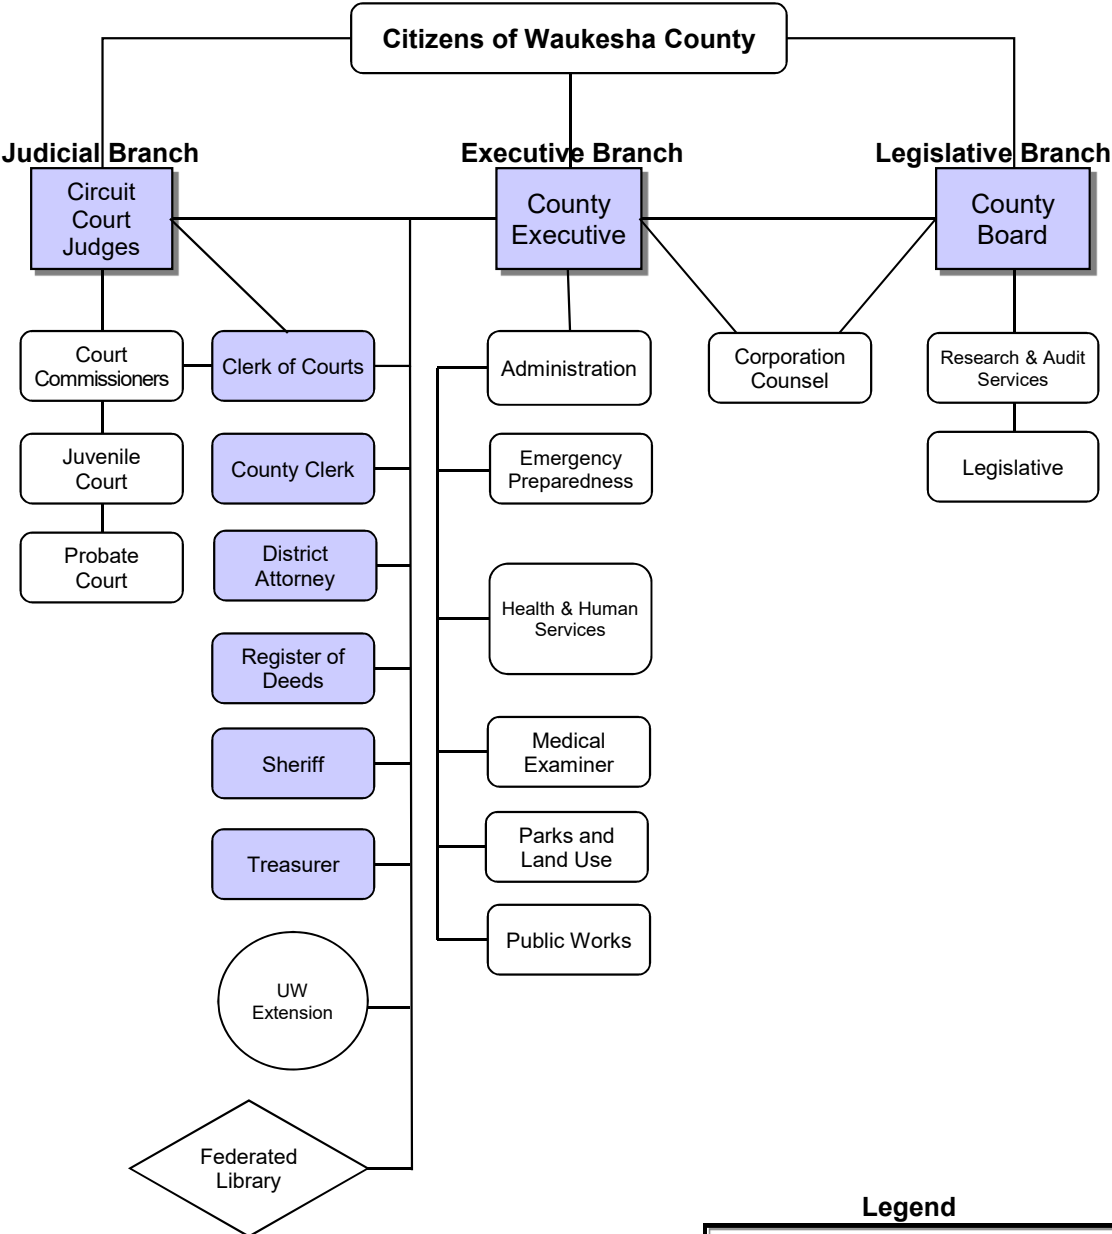 Citizens of Waukesha County
Judicial Branch
Executive Branch
Legislative Branch
Circuit
Court
Judges
County
Executive
County
Board
Court
Commissioners
Clerk of Courts
Administration
Corporation
Counsel
Research & Audit
Services
Juvenile
Court
County Clerk
Emergency
Preparedness
Legislative
Probate
Court
District
Attorney
Health & Human
Services
Register of
Deeds
Sheriff
Medical
Examiner
Treasurer
Parks and
Land Use
Public Works
UW
Extension
Federated
Library
Legend